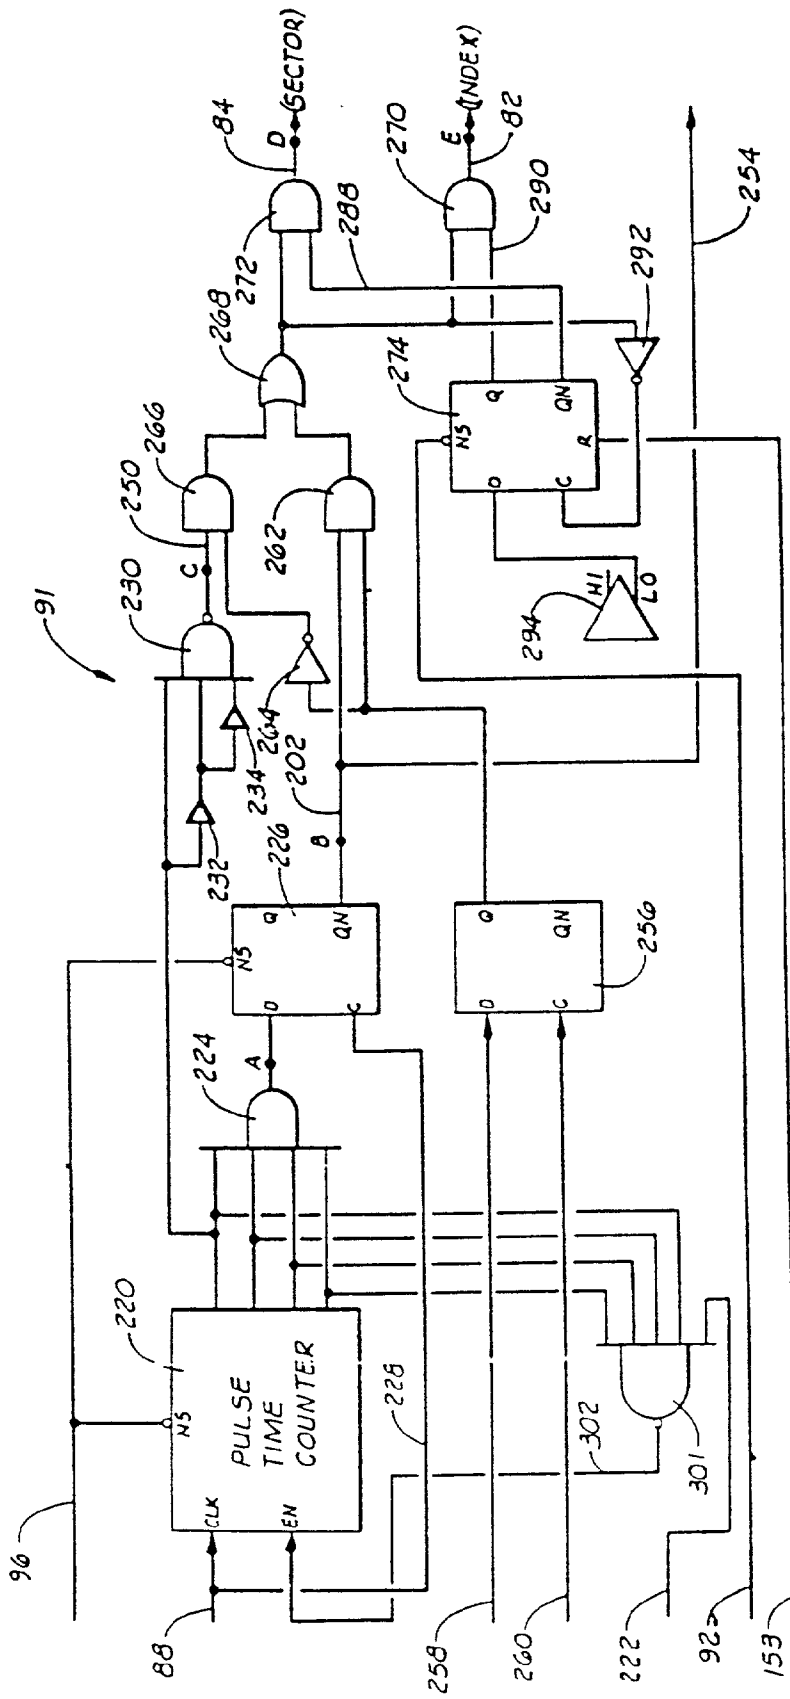 84
D
(SECTOR)
E
(INDEX)
82
270
290
272
288
254
268
292
274
Q
QN
NS
R
D
C
266
250
262
C
230
HI
LO
294
91
264
234
202
232
B
226
Q
QN
NS
D
C
Q
QN
256
D
C
A
224
220
NS
PULSE
TIME
COUNTER
CLK
EN
228
302
301
96
88
258
260
222
92
153